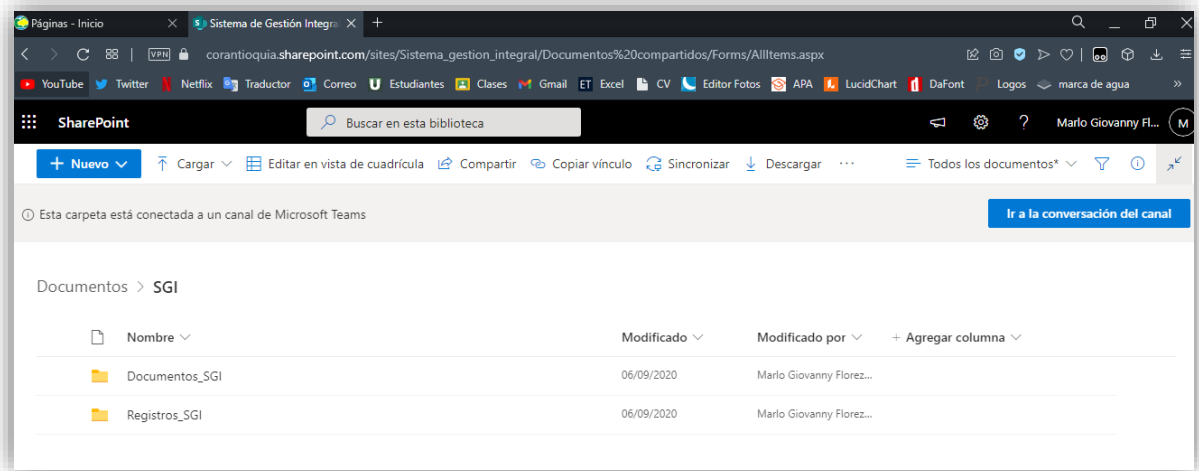 Páginas - Inicio
Sistema de Gestión Integra
VPN corantioquia.sharepoint.com/sites/Sistema_gestion_integral/Documentos%20compartidos/Forms/AllItems.aspx
YouTube Twitter Netflix Traductor Correo Estudiantes Clases Gmail Excel CV Editor Fotos APA LucidChart DaFont Logos marca de agua »
SharePoint Buscar en esta biblioteca ? Marlo Giovanny Fl... M
+ Nuevo Cargar Editar en vista de cuadrícula Compartir Copiar vínculo Sincronizar Descargar ... Todos los documentos*
Esta carpeta está conectada a un canal de Microsoft Teams Ir a la conversación del canal
Documentos > SGI
Nombre Modificado Modificado por + Agregar columna
Documentos_SGI 06/09/2020 Marlo Giovanny Florez...
Registros_SGI 06/09/2020 Marlo Giovanny Florez...